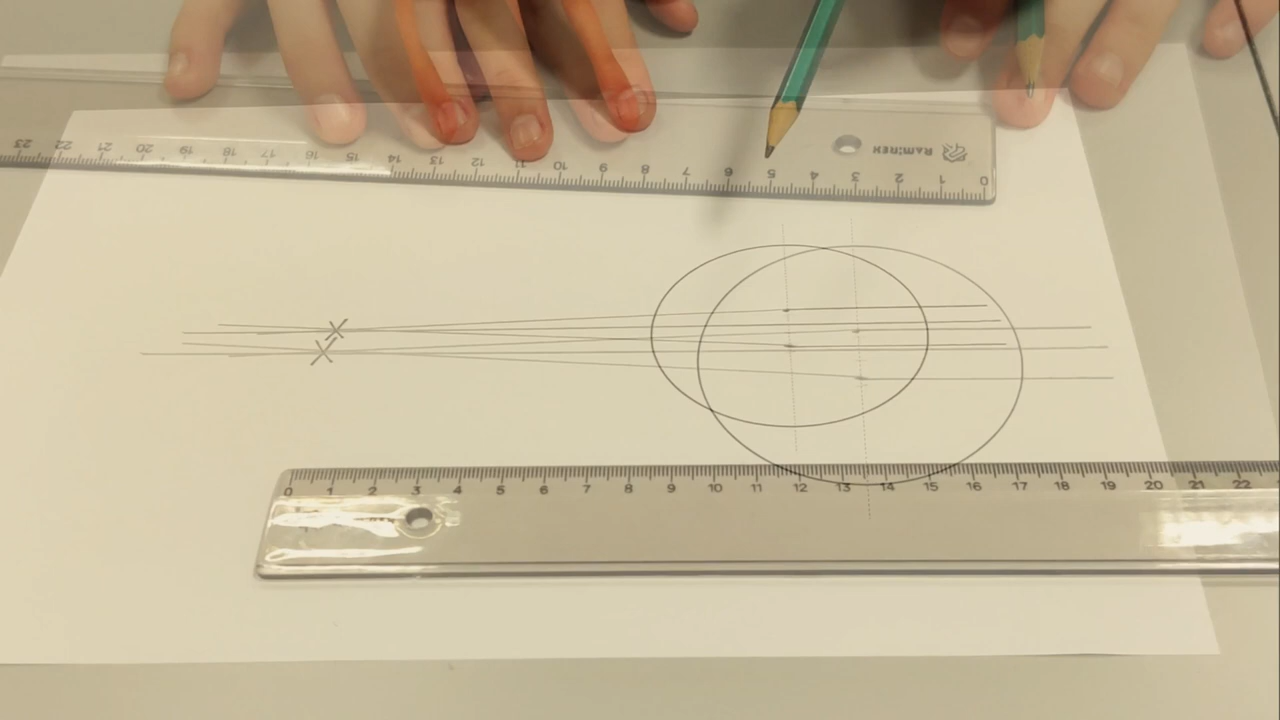 23 22 21 20 19 18 17 16 15 14 13 12 11 10 9 8 7 6 5 4 3 2 1 0
RAMIREX
X
X
0 1 2 3 4 5 6 7 8 9 10 11 12 13 14 15 16 17 18 19 20 21 22